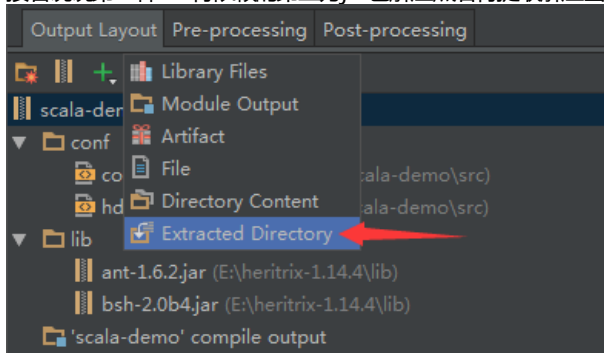 Output Layout Pre-processing Post-processing
Library Files
scala-der Module Output
conf Artifact
co File cala-demo\src)
hd Directory Content ala-demo\src)
lib Extracted Directory
ant-1.6.2.jar (E:\heritrix-1.14.4\lib)
bsh-2.0b4.jar (E:\heritrix-1.14.4\lib)
'scala-demo' compile output